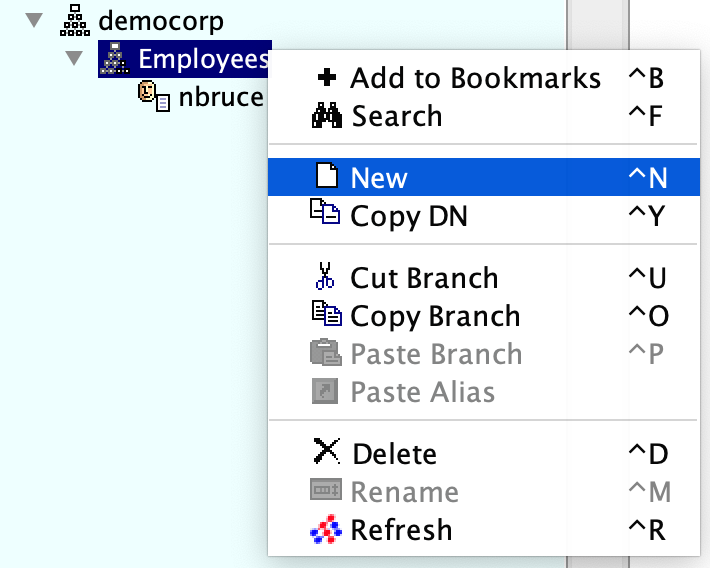 democorp
Employees
nbruce
Add to Bookmarks ^B
Search ^F
New ^N
Copy DN ^Y
Cut Branch ^U
Copy Branch ^O
Paste Branch ^P
Paste Alias
Delete ^D
Rename ^M
Refresh ^R